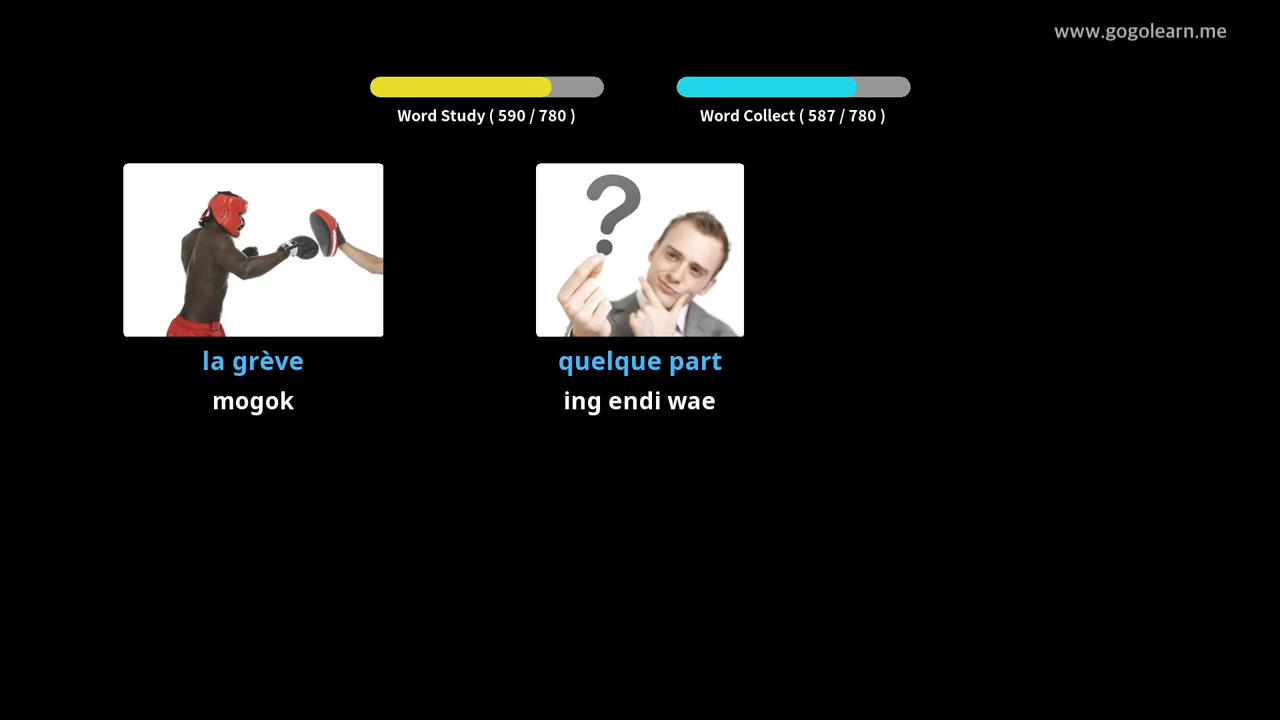 www.gogolearn.me
Word Study ( 590 / 780 )
Word Collect ( 587 / 780 )
la grève
mogok
quelque part
ing endi wae